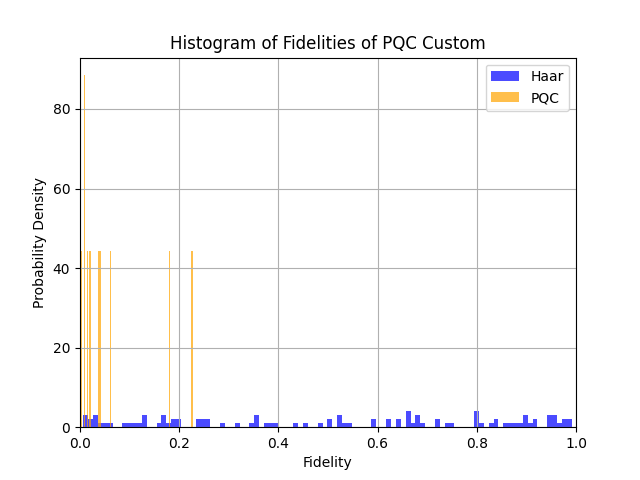 Histogram of Fidelities of PQC Custom
Haar
PQC
Probability Density
80
60
40
20
0
0.0 0.2 0.4 0.6 0.8 1.0
Fidelity